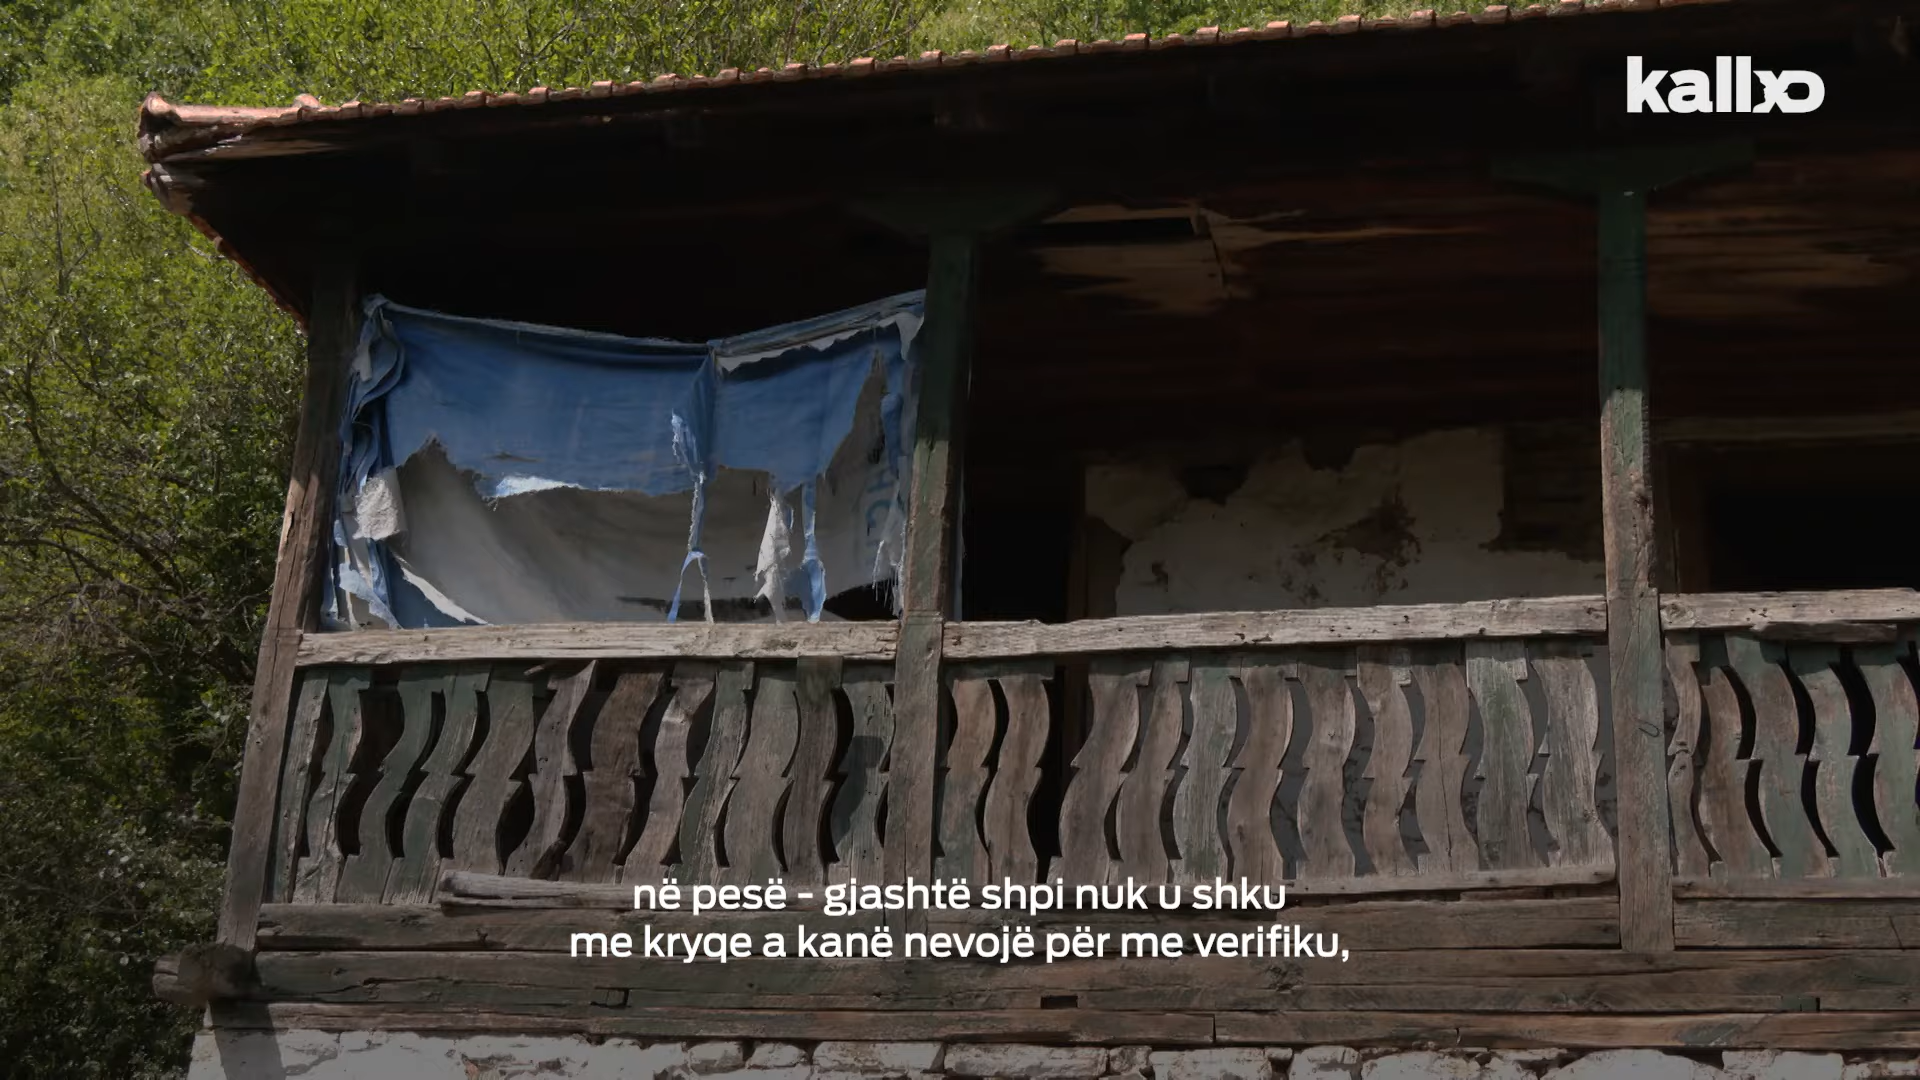 kallxo
në pesë - gjashtë shpi nuk u shku
me kryqe a kanë nevojë për me verifiku,